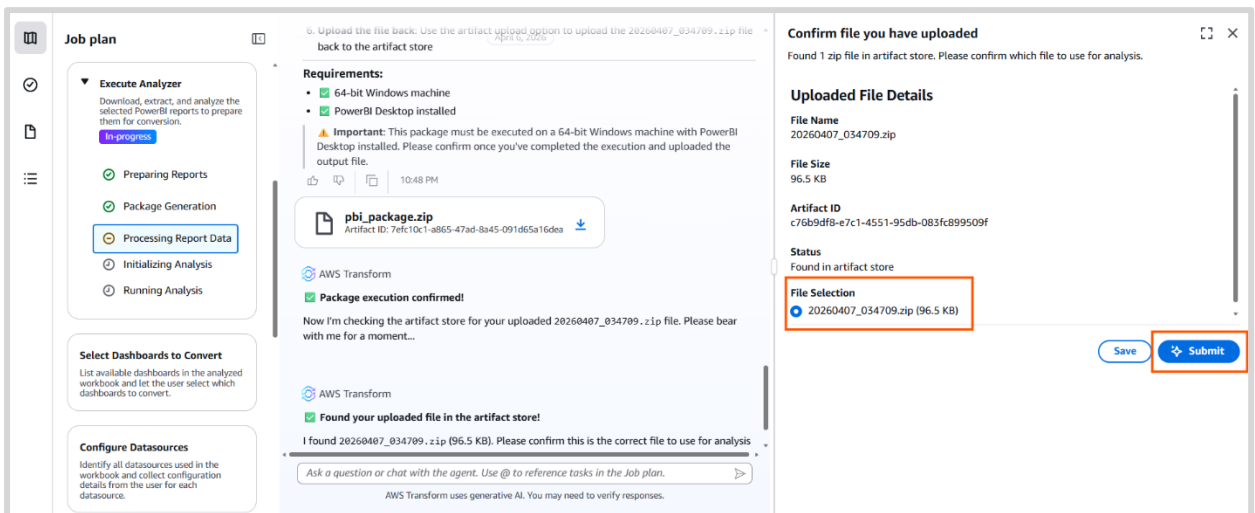 Job plan
Execute Analyzer
Download, extract, and analyze the
selected PowerBI reports to prepare
them for conversion.
In-progress
Preparing Reports
Package Generation
Processing Report Data
Initializing Analysis
Running Analysis
Select Dashboards to Convert
List available dashboards in the analyzed
workbook and let the user select which
dashboards to convert.
Configure Datasources
Identify all datasources used in the
workbook and collect configuration
details from the user for each
datasource.
6. Upload the file back: Use the artifact upload option to upload the 20260407_034709.zip file
April 6, 2026
back to the artifact store
Requirements:
• ✅ 64-bit Windows machine
• ✅ PowerBI Desktop installed
⚠ Important: This package must be executed on a 64-bit Windows machine with PowerBI
Desktop installed. Please confirm once you've completed the execution and uploaded the
output file.
10:48 PM
pbi_package.zip
Artifact ID: 7efc10c1-a865-47ad-8a45-091d65a16dea
AWS Transform
✅ Package execution confirmed!
Now I'm checking the artifact store for your uploaded 20260407_034709.zip file. Please bear
with me for a moment...
AWS Transform
✅ Found your uploaded file in the artifact store!
I found 20260407_034709.zip (96.5 KB). Please confirm this is the correct file to use for analysis
Ask a question or chat with the agent. Use @ to reference tasks in the Job plan.
AWS Transform uses generative AI. You may need to verify responses.
Confirm file you have uploaded
Found 1 zip file in artifact store. Please confirm which file to use for analysis.
Uploaded File Details
File Name
20260407_034709.zip
File Size
96.5 KB
Artifact ID
c76b9df8-e7c1-4551-95db-083fc899509f
Status
Found in artifact store
File Selection
20260407_034709.zip (96.5 KB)
Save
Submit